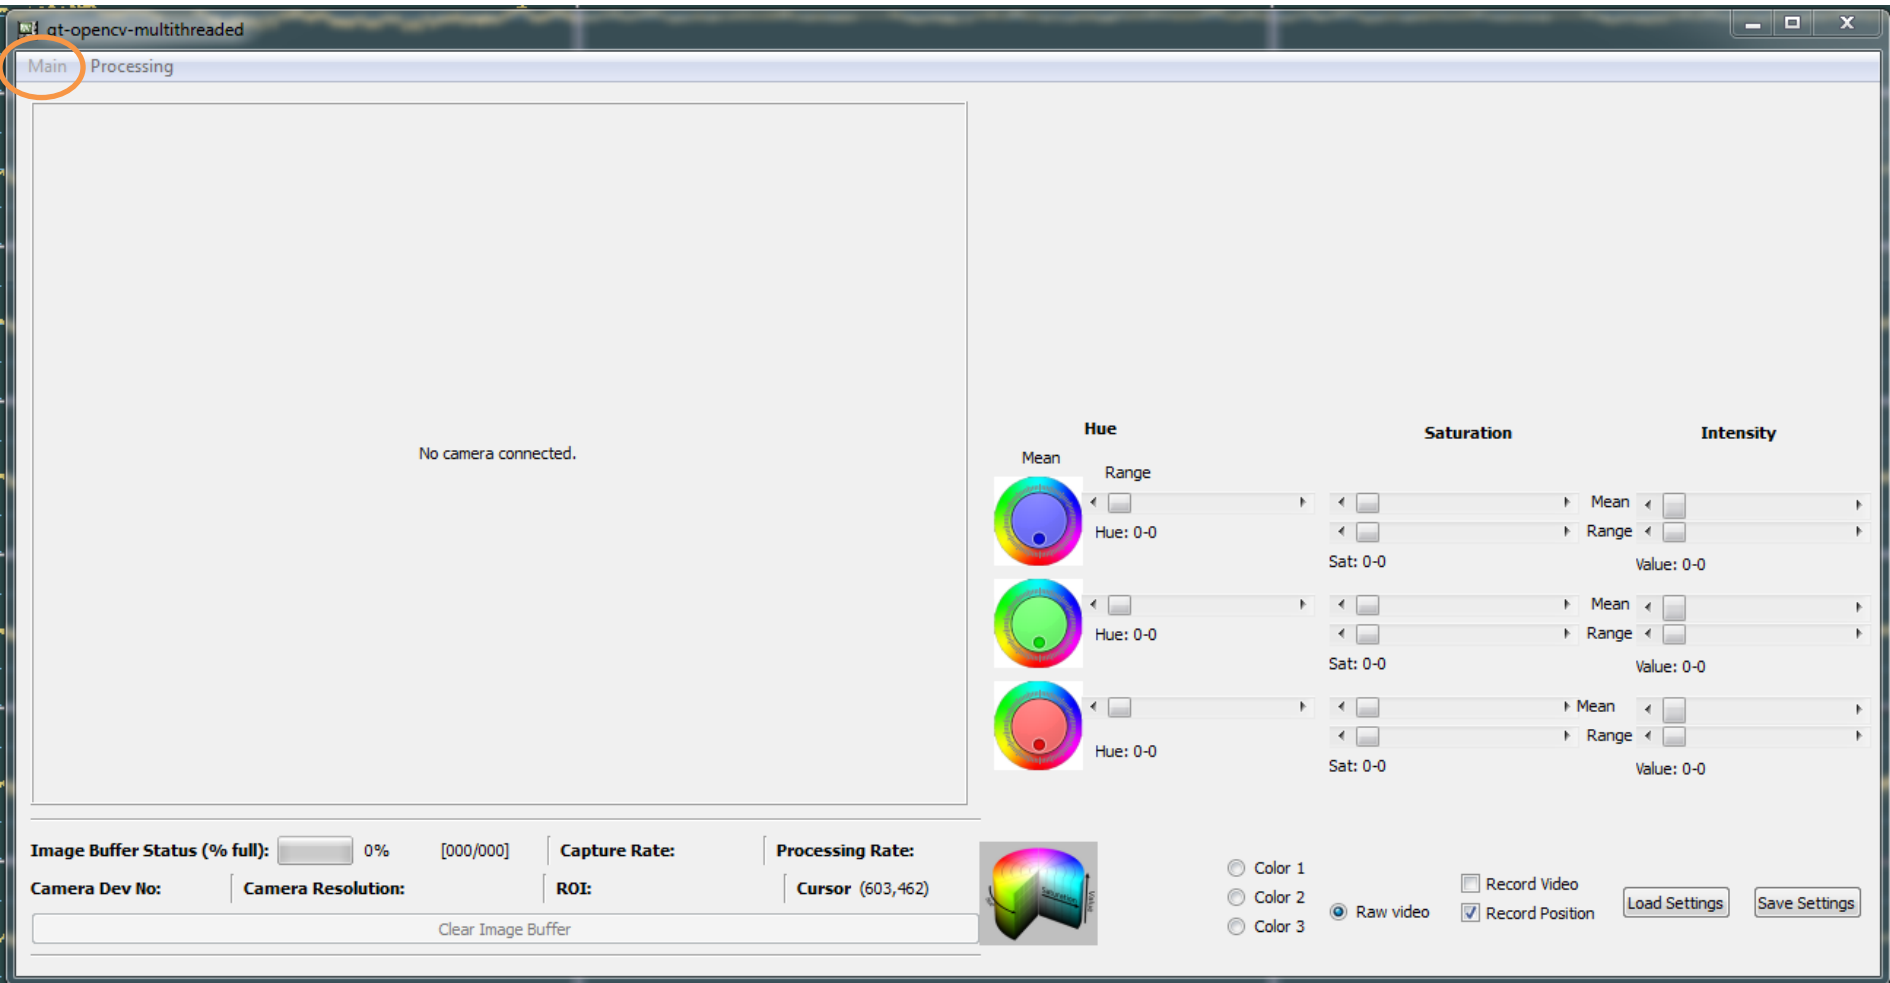 qt-opencv-multithreaded
Main Processing
No camera connected.
Hue Saturation Intensity
Mean
Range
Mean
Hue: 0-0 Range
Sat: 0-0 Value: 0-0
Mean
Hue: 0-0 Range
Sat: 0-0 Value: 0-0
Mean
Range
Hue: 0-0
Sat: 0-0 Value: 0-0
Image Buffer Status (% full): 0% [000/000] Capture Rate: Processing Rate:
Camera Dev No: Camera Resolution: ROI: Cursor (603,462)
Clear Image Buffer
Saturation
Value
Color 1
Color 2
Color 3
Raw video
Record Video
Record Position
Load Settings Save Settings